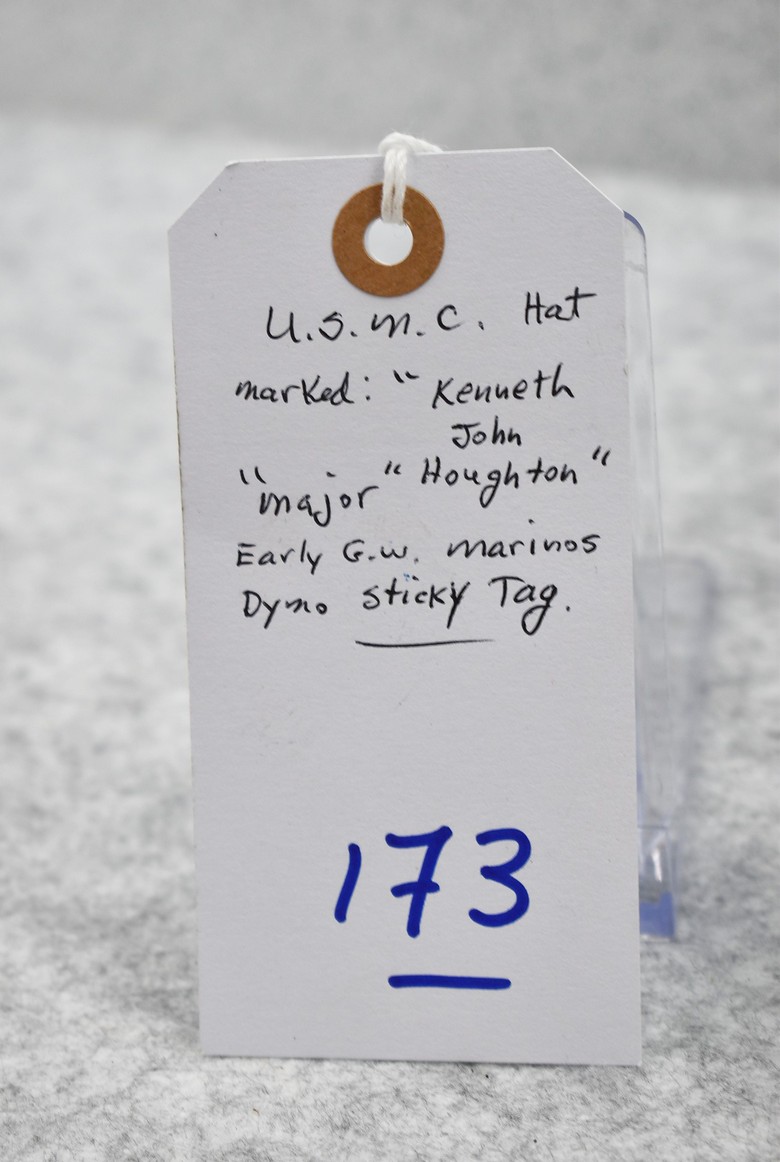 U.S.M.C. Hat
marked: " Kenneth
John
"major" Houghton"
Early G.W. marinos
Dymo sticky Tag.
173